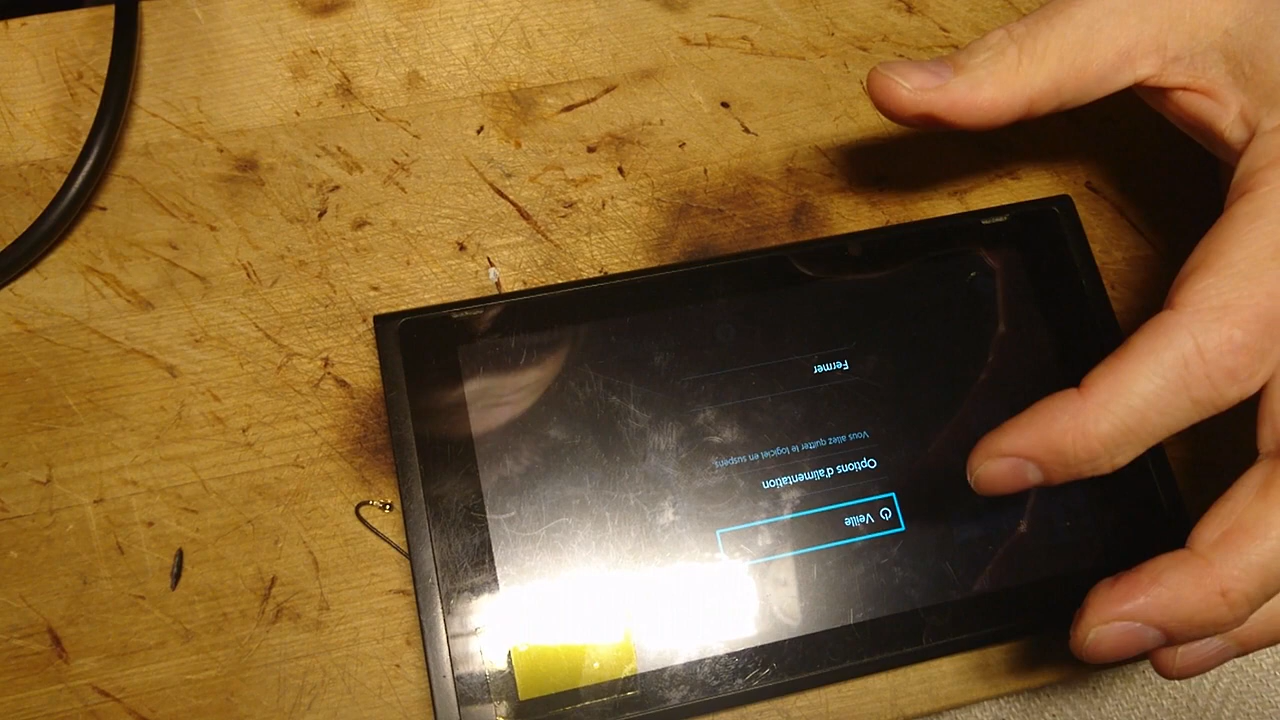 Veille
Options d'alimentation
Vous allez quitter le logiciel en suspens.
Fermer